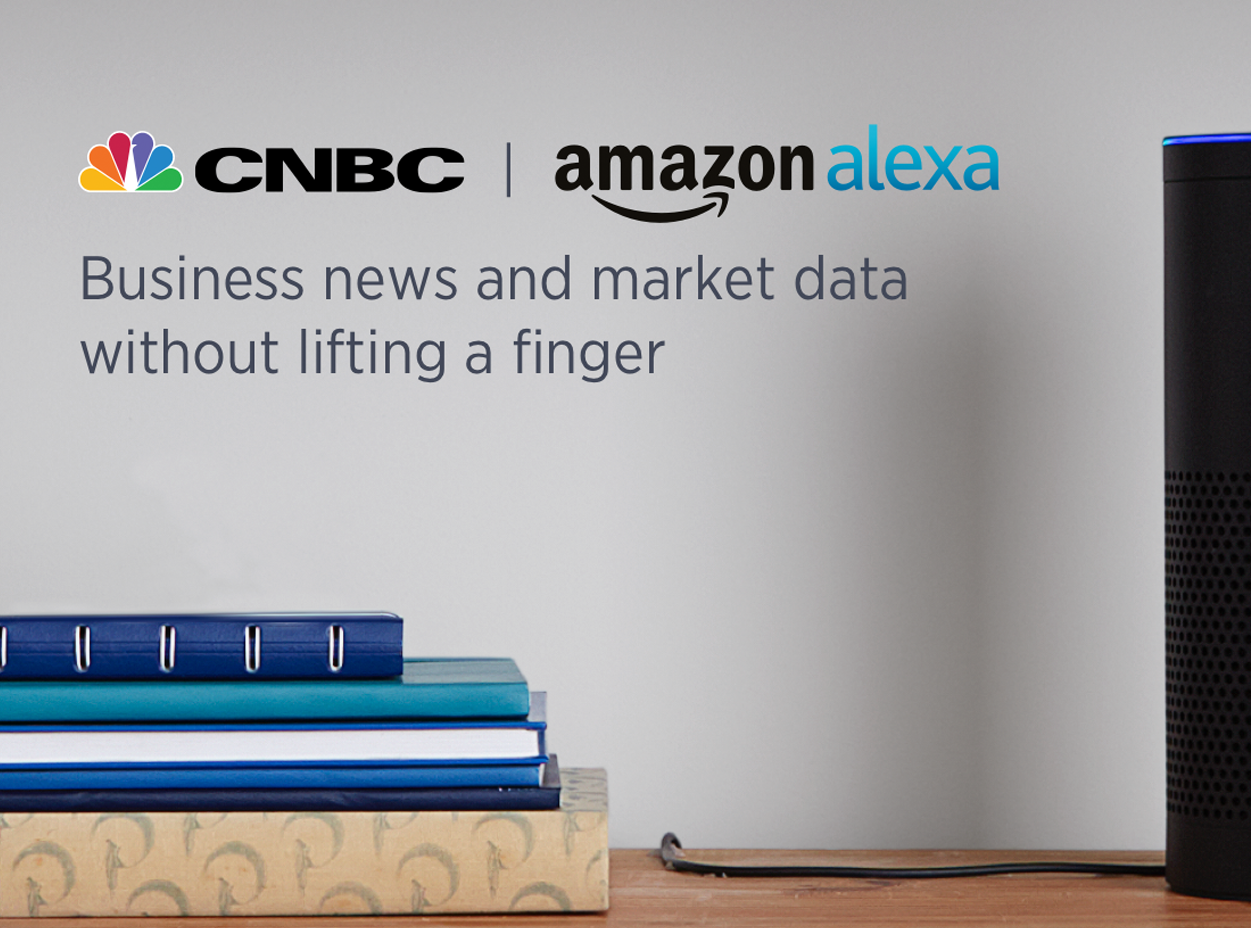 CNBC | amazon alexa
Business news and market data
without lifting a finger